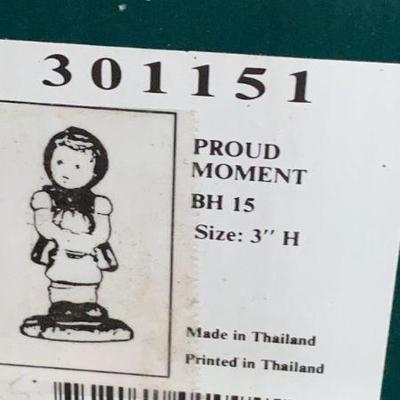 301151
PROUD
MOMENT
BH 15
Size: 3" H
Made in Thailand
Printed in Thailand